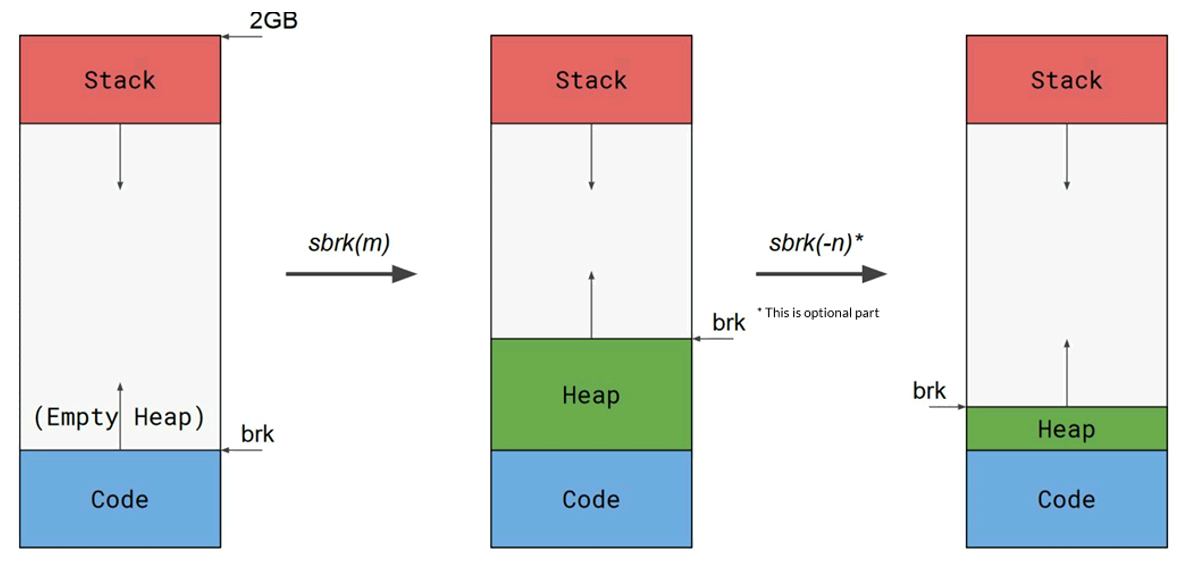 2GB
Stack
(Empty Heap)
brk
Code
sbrk(m)
Stack
brk
Heap
Code
sbrk(-n)*
* This is optional part
Stack
brk
Heap
Code